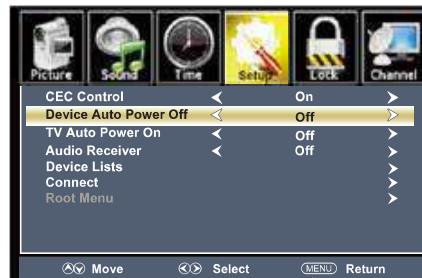 Picture Sound Time Setup Lock Channel
CEC Control On
Device Auto Power Off Off
TV Auto Power On Off
Audio Receiver Off
Device Lists
Connect
Root Menu
Move Select MENU Return